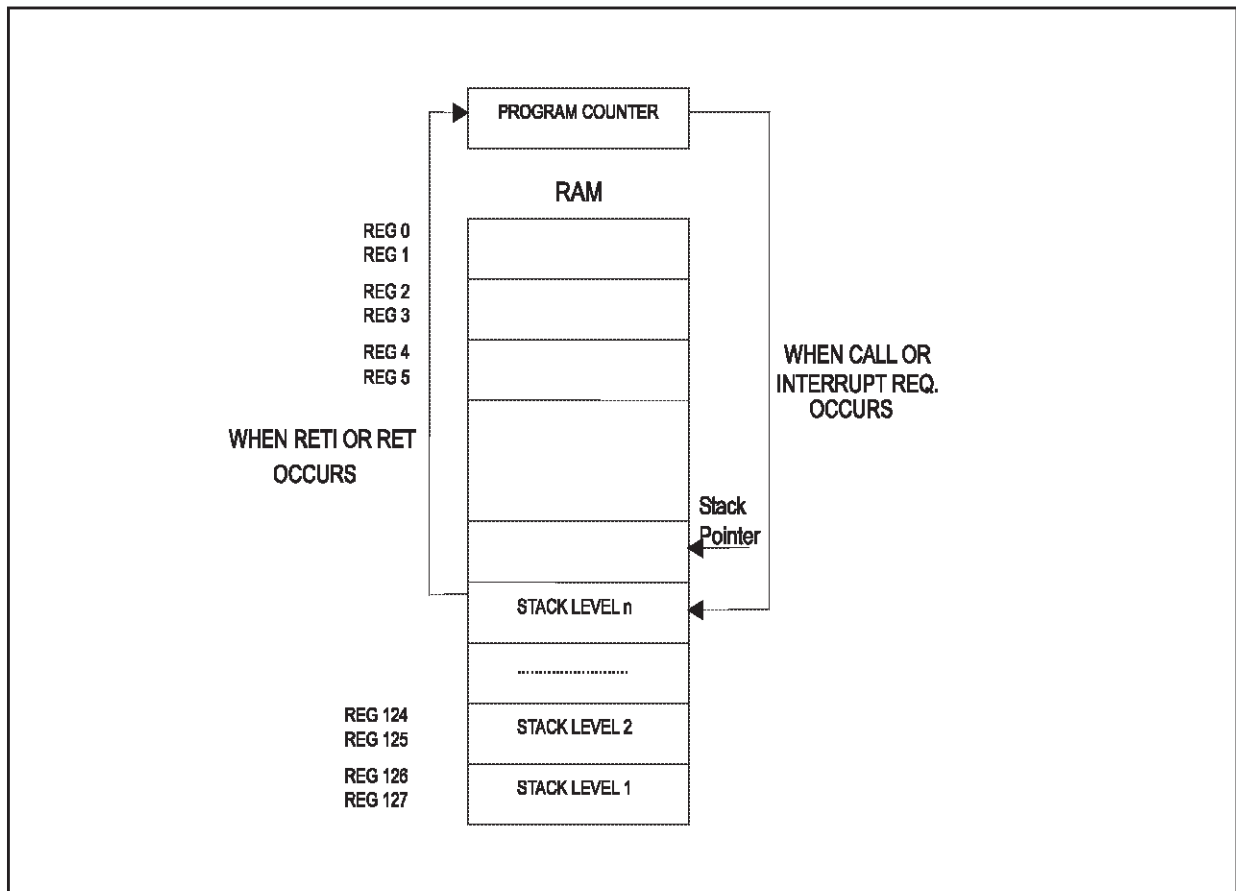 PROGRAM COUNTER
RAM
REG 0
REG 1
REG 2
REG 3
REG 4
REG 5
WHEN CALL OR
INTERRUPT REQ.
OCCURS
WHEN RETI OR RET
OCCURS
Stack
Pointer
STACK LEVEL n
........................
REG 124
REG 125
STACK LEVEL 2
REG 126
REG 127
STACK LEVEL 1